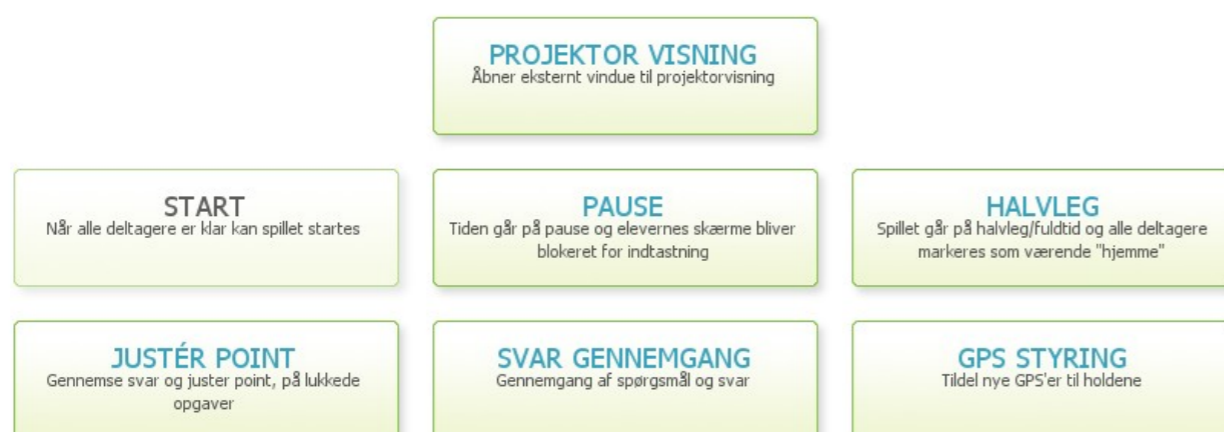 PROJEKTOR VISNING
Åbner eksternt vindue til projektorvisning
START
Når alle deltagere er klar kan spillet startes
PAUSE
Tiden går på pause og elevernes skærme bliver
blokeret for indtastning
HALVLEG
Spillet går på halvleg/fuldtid og alle deltagere
markeres som værende "hjemme"
JUSTÉR POINT
Gennemse svar og juster point, på lukkede
opgaver
SVAR GENNEMGANG
Gennemgang af spørgsmål og svar
GPS STYRING
Tildel nye GPS'er til holdene